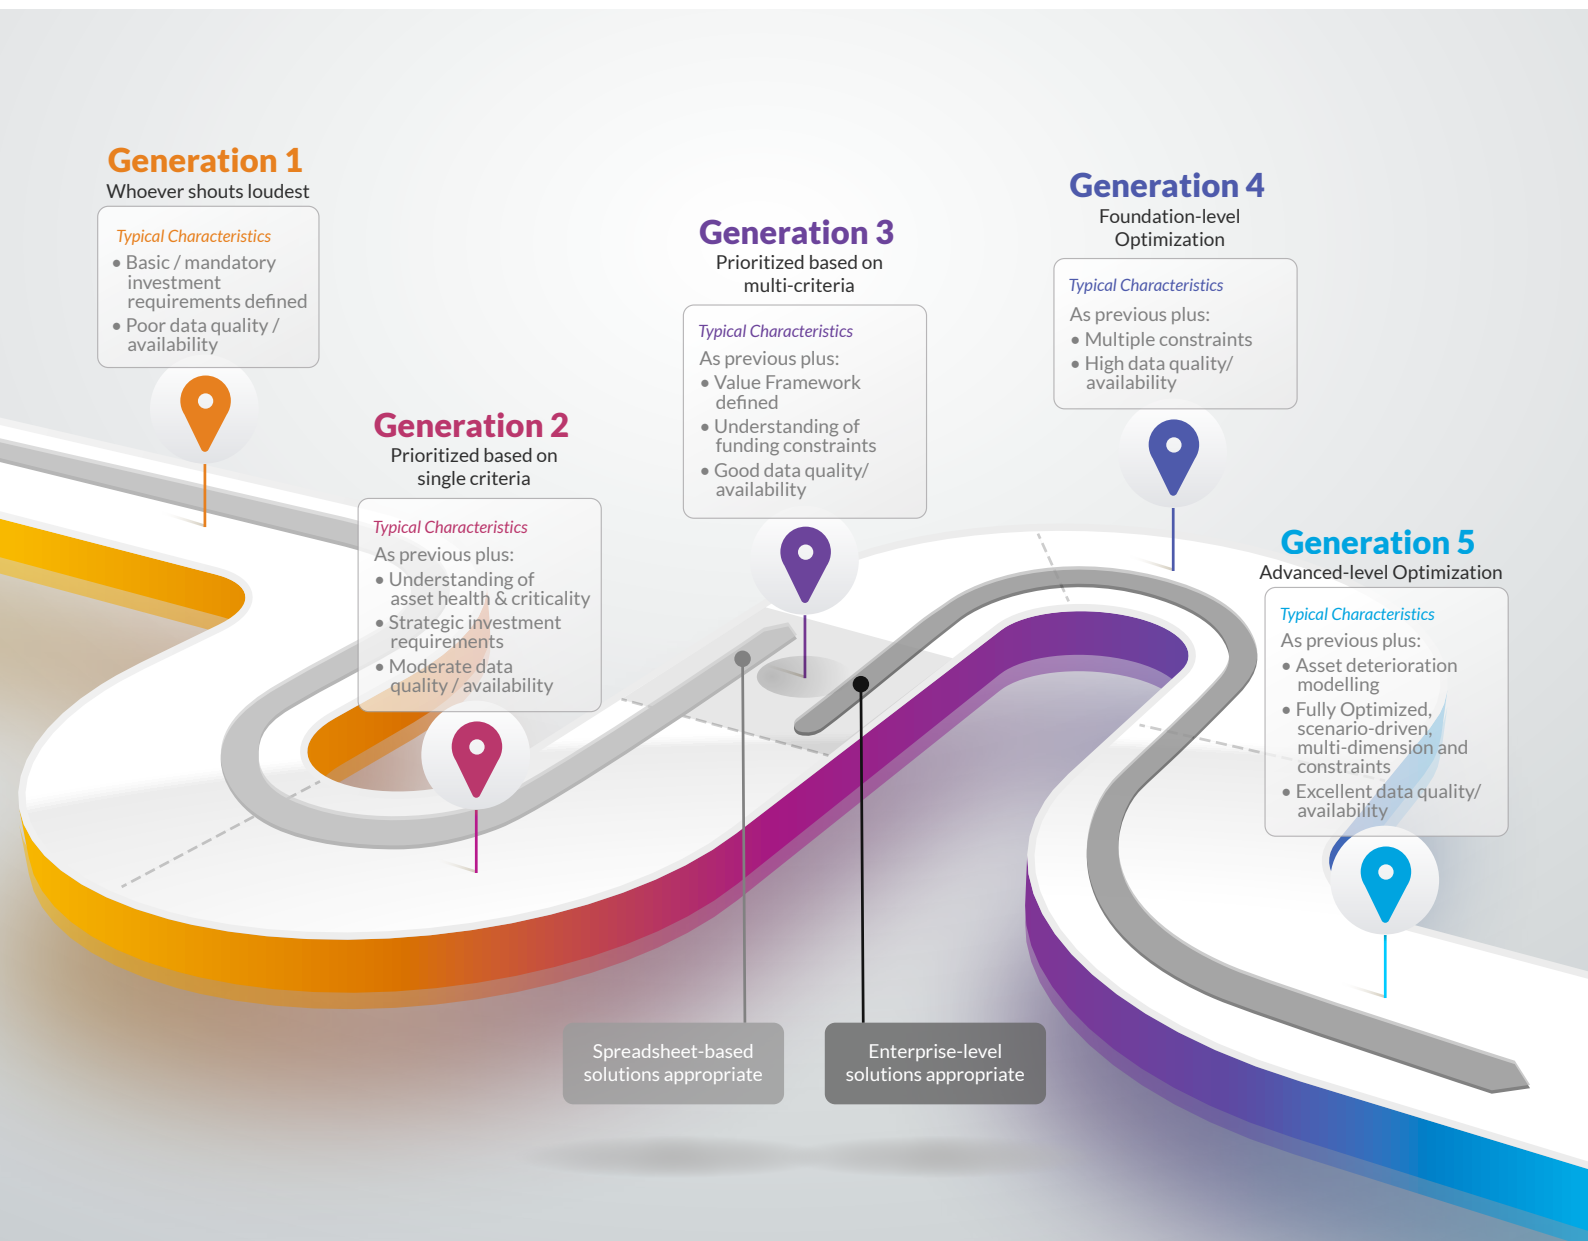 Generation 1
Whoever shouts loudest
Typical Characteristics
• Basic / mandatory
investment
requirements defined
• Poor data quality /
availability
Generation 2
Prioritized based on
single criteria
Typical Characteristics
As previous plus:
• Understanding of
asset health & criticality
• Strategic investment
requirements
• Moderate data
quality / availability
Generation 3
Prioritized based on
multi-criteria
Typical Characteristics
As previous plus:
• Value Framework
defined
• Understanding of
funding constraints
• Good data quality/
availability
Generation 4
Foundation-level
Optimization
Typical Characteristics
As previous plus:
• Multiple constraints
• High data quality/
availability
Generation 5
Advanced-level Optimization
Typical Characteristics
As previous plus:
• Asset deterioration
modelling
• Fully Optimized,
scenario-driven,
multi-dimension and
constraints
• Excellent data quality/
availability
Spreadsheet-based
solutions appropriate
Enterprise-level
solutions appropriate